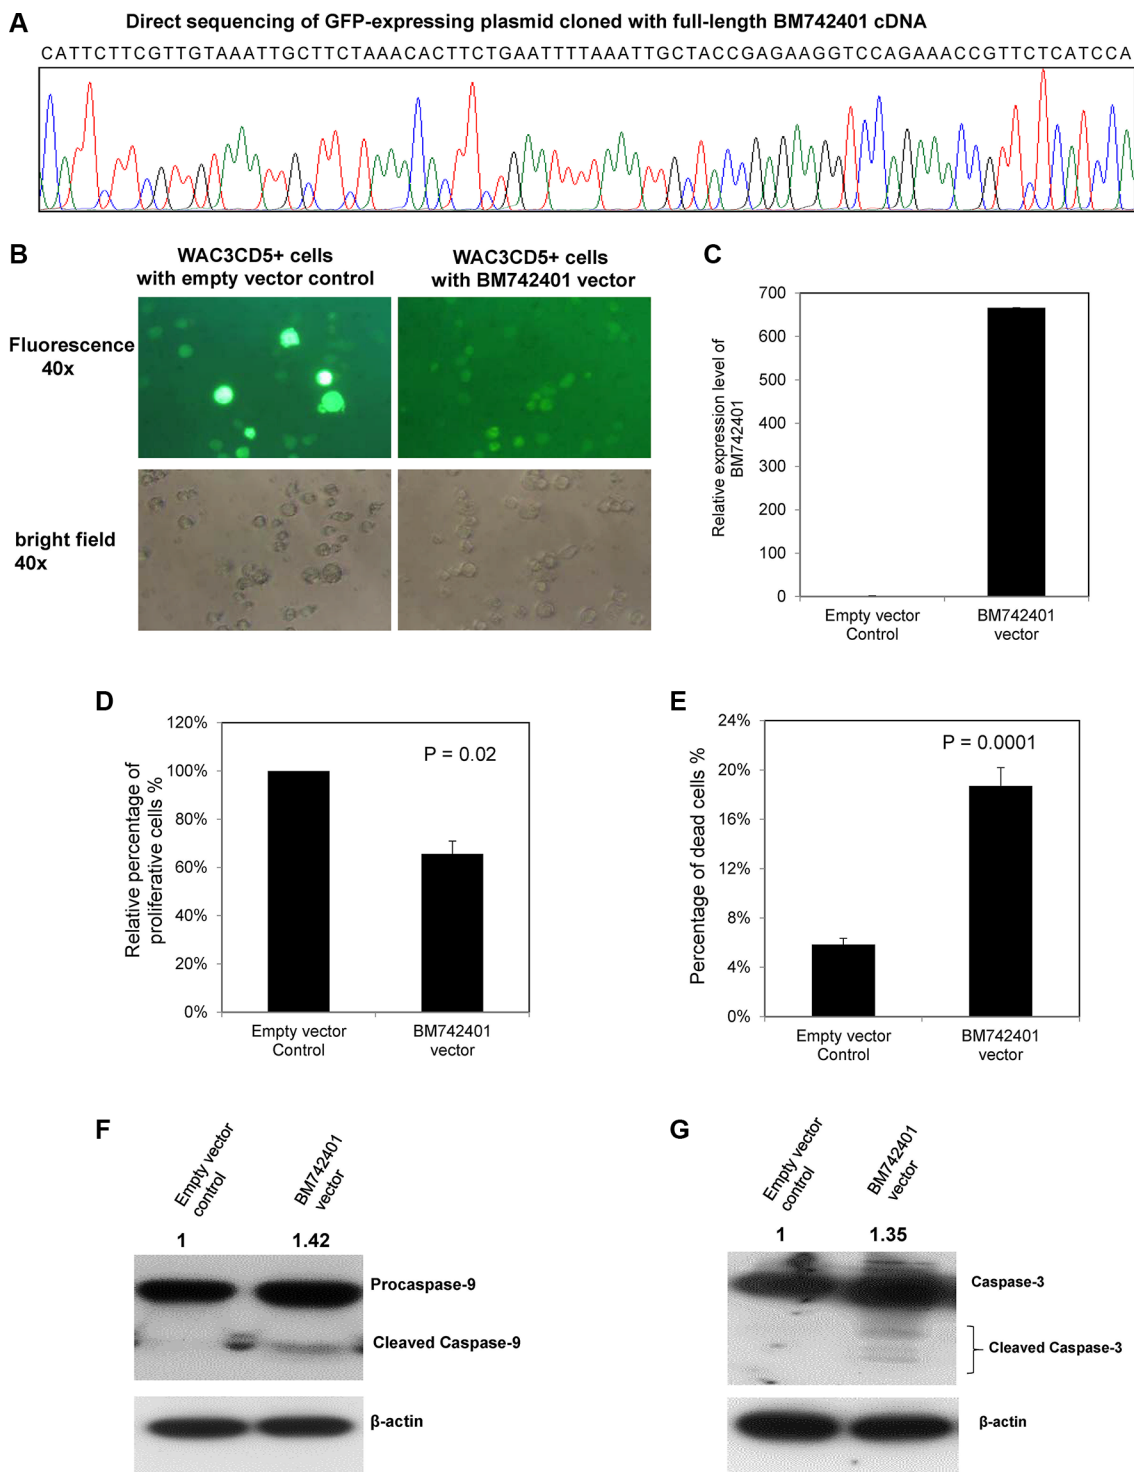 A
Direct sequencing of GFP-expressing plasmid cloned with full-length BM742401 cDNA
CATTCTTCGTTGTAAATTGCTTCTAAACACTTCTGAATTTTAAATTGCTACCGAGAAGGTCCAGAAACCGTTCTCATCCA
B
WAC3CD5+ cells
with empty vector control
WAC3CD5+ cells
with BM742401 vector
Fluorescence
40x
bright field
40x
C
Relative expression level of
BM742401
700
600
500
400
300
200
100
0
Empty vector
Control
BM742401
vector
D
Relative percentage of
proliferative cells %
120%
100%
80%
60%
40%
20%
0%
P = 0.02
Empty vector
Control
BM742401
vector
E
Percentage of dead cells %
24%
20%
16%
12%
8%
4%
0%
P = 0.0001
Empty vector
Control
BM742401
vector
F
Empty vector
control
BM742401
vector
1
1.42
Procaspase-9
Cleaved Caspase-9
β-actin
G
Empty vector
control
BM742401
vector
1
1.35
Caspase-3
Cleaved Caspase-3
β-actin